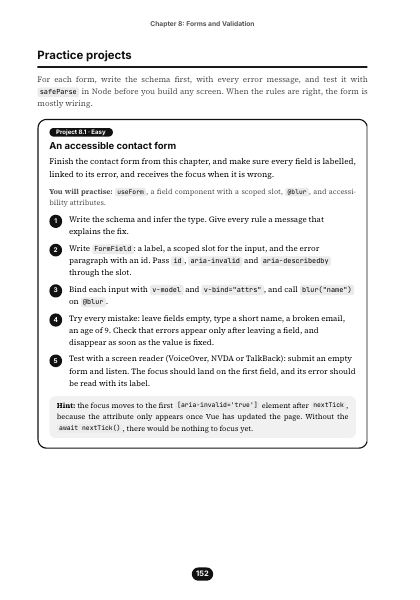 Chapter 8: Forms and Validation
Practice projects
For each form, write the schema first, with every error message, and test it with
safeParse in Node before you build any screen. When the rules are right, the form is
mostly wiring.
Project 8.1 · Easy
An accessible contact form
Finish the contact form from this chapter, and make sure every field is labelled,
linked to its error, and receives the focus when it is wrong.
You will practise: useForm, a field component with a scoped slot, @blur, and accessi-
bility attributes.
1 Write the schema and infer the type. Give every rule a message that
explains the fix.
2 Write FormField: a label, a scoped slot for the input, and the error
paragraph with an id. Pass id, aria-invalid and aria-describedby
through the slot.
3 Bind each input with v-model and v-bind="attrs", and call blur("name")
on @blur.
4 Try every mistake: leave fields empty, type a short name, a broken email,
an age of 9. Check that errors appear only after leaving a field, and
disappear as soon as the value is fixed.
5 Test with a screen reader (VoiceOver, NVDA or TalkBack): submit an empty
form and listen. The focus should land on the first field, and its error should
be read with its label.
Hint: the focus moves to the first [aria-invalid='true'] element after nextTick,
because the attribute only appears once Vue has updated the page. Without the
await nextTick(), there would be nothing to focus yet.
152